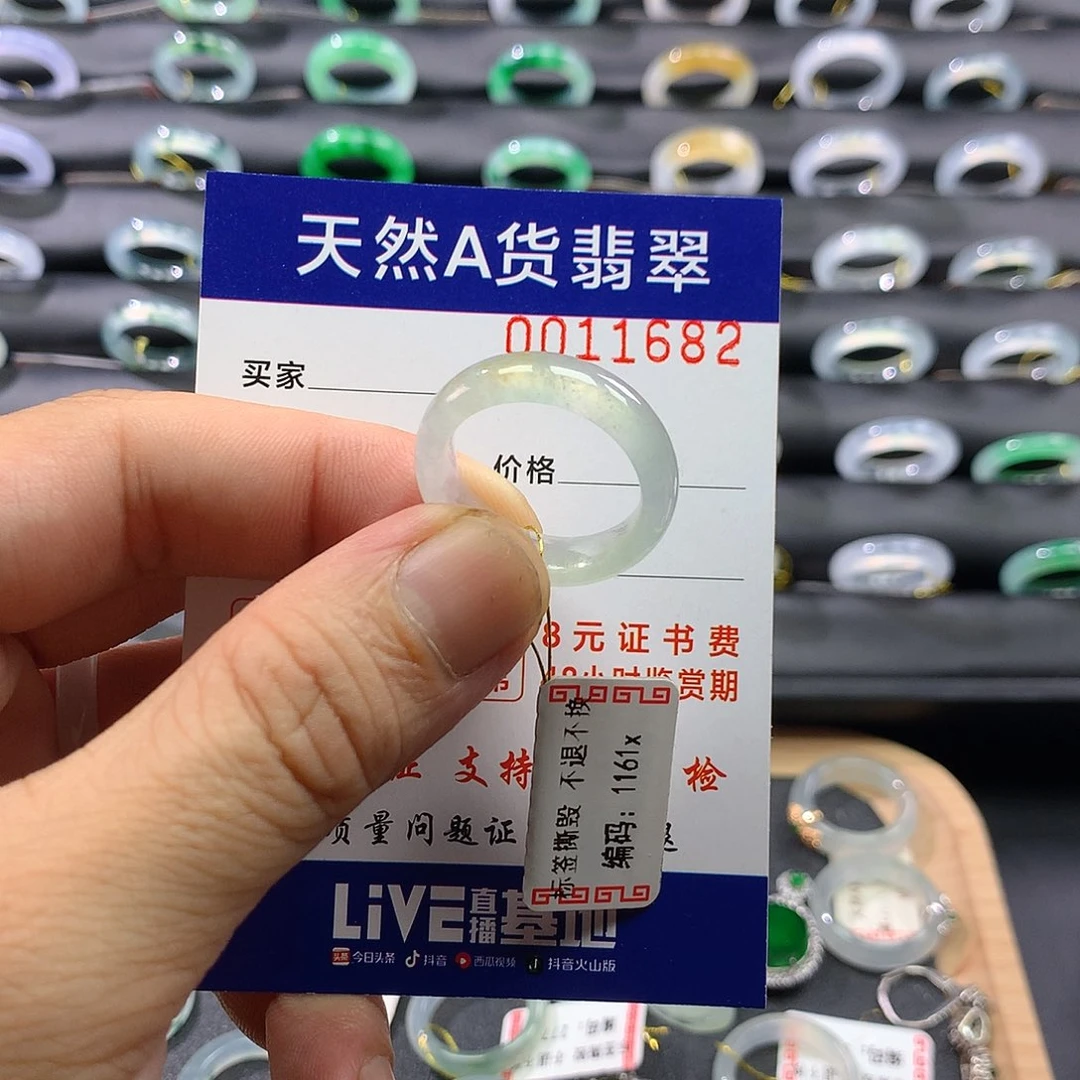 天然A货翡翠
0011682
买家
价格
8元证书费
小时鉴赏期
支持 检
质量问题证
标签撕毁 不退不换
编码：1161x
LiVE直播基地
今日头条 抖音 西瓜视频 抖音火山版